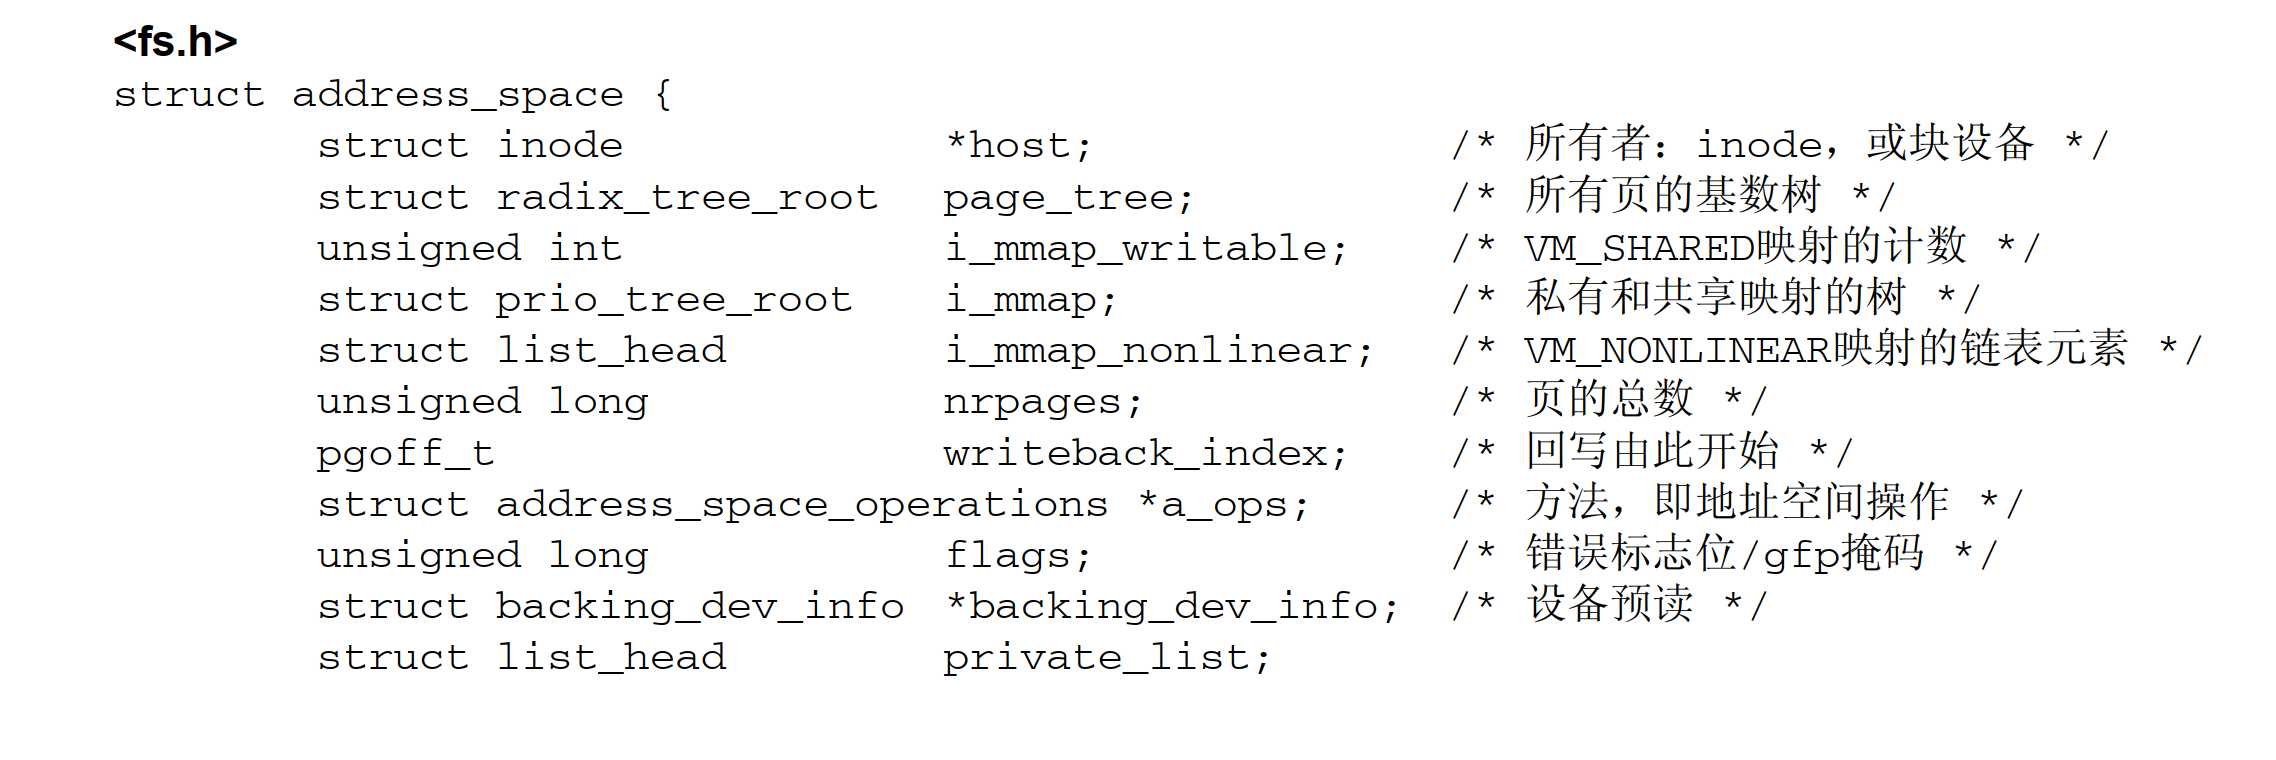 <fs.h>
struct address_space {
struct inode *host; /* 所有者：inode，或块设备 */
struct radix_tree_root page_tree; /* 所有页的基数树 */
unsigned int i_mmap_writable; /* VM_SHARED映射的计数 */
struct prio_tree_root i_mmap; /* 私有和共享映射的树 */
struct list_head i_mmap_nonlinear; /* VM_NONLINEAR映射的链表元素 */
unsigned long nrpages; /* 页的总数 */
pgoff_t writeback_index; /* 回写由此开始 */
struct address_space_operations *a_ops; /* 方法，即地址空间操作 */
unsigned long flags; /* 错误标志位/gfp掩码 */
struct backing_dev_info *backing_dev_info; /* 设备预读 */
struct list_head private_list;